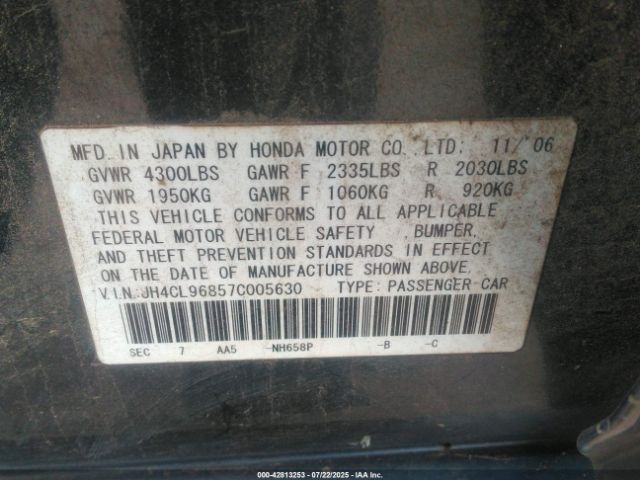 MFD. IN JAPAN BY HONDA MOTOR CO., LTD. 11/'06
GVWR 4300LBS GAWR F 2335LBS R 2030LBS
GVWR 1950KG GAWR F 1060KG R 920KG
THIS VEHICLE CONFORMS TO ALL APPLICABLE
FEDERAL MOTOR VEHICLE SAFETY ,BUMPER,
AND THEFT PREVENTION STANDARDS IN EFFECT
ON THE DATE OF MANUFACTURE SHOWN ABOVE.
V.I.N.:JH4CL96857C005630 TYPE: PASSENGER CAR
SEC 7 AA5 -NH658P -B -C
000-42813253 - 07/22/2025 - IAA Inc.